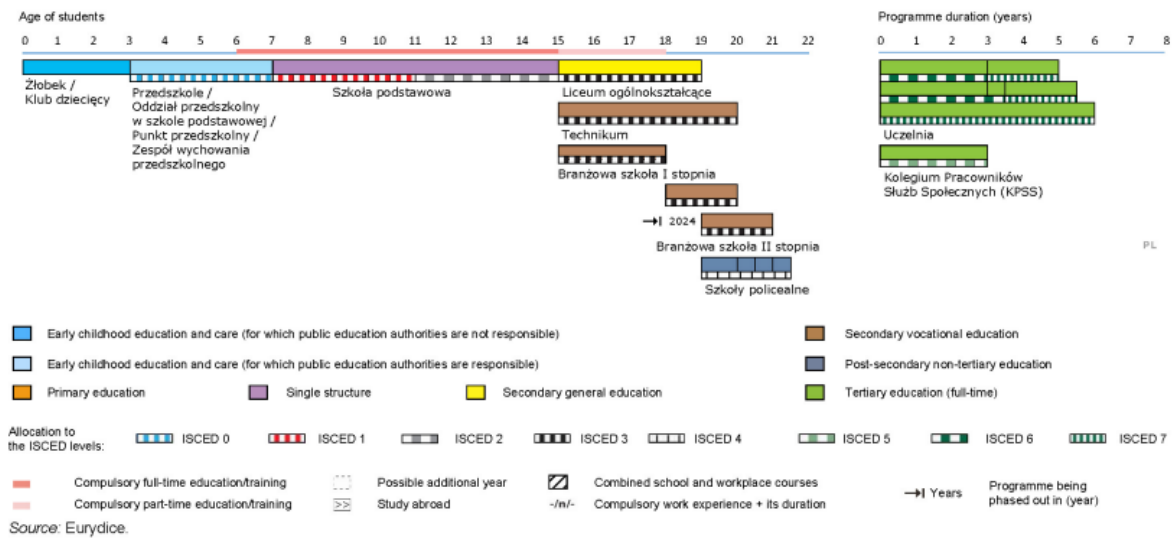 Age of students
Programme duration (years)
0 1 2 3 4 5 6 7 8 9 10 11 12 13 14 15 16 17 18 19 20 22
0 1 2 3 4 5 6 7 8
Żłobek /
Klub dziecięcy
Przedszkole /
Oddział przedszkolny
w szkole podstawowej /
Punkt przedszkolny /
Zespół wychowania
przedszkolnego
Szkoła podstawowa
Liceum ogólnokształcące
Technikum
Branżowa szkoła I stopnia
2024
Branżowa szkoła II stopnia
Szkoły policealne
Uczelnia
Kolegium Pracowników
Służb Społecznych (KPSS)
PL
Early childhood education and care (for which public education authorities are not responsible)
Secondary vocational education
Early childhood education and care (for which public education authorities are responsible)
Post-secondary non-tertiary education
Primary education
Single structure
Secondary general education
Tertiary education (full-time)
Allocation to
the ISCED levels:
ISCED 0
ISCED 1
ISCED 2
ISCED 3
ISCED 4
ISCED 5
ISCED 6
ISCED 7
Compulsory full-time education/training
Possible additional year
Combined school and workplace courses
Years
Programme being
phased out in (year)
Compulsory part-time education/training
>>
Study abroad
-/n/-
Compulsory work experience + its duration
Source: Eurydice.